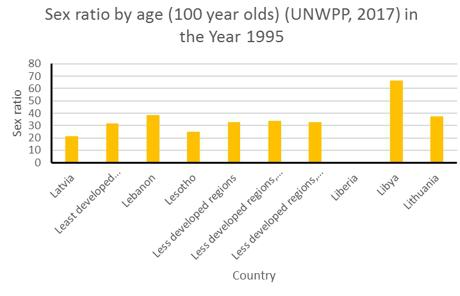 Sex ratio by age (100 year olds) (UNWPP, 2017) in
the Year 1995
Sex ratio
80
70
60
50
40
30
20
10
0
Latvia
Least developed...
Lebanon
Lesotho
Less developed regions
Less developed regions,...
Less developed regions,...
Liberia
Libya
Lithuania
Country